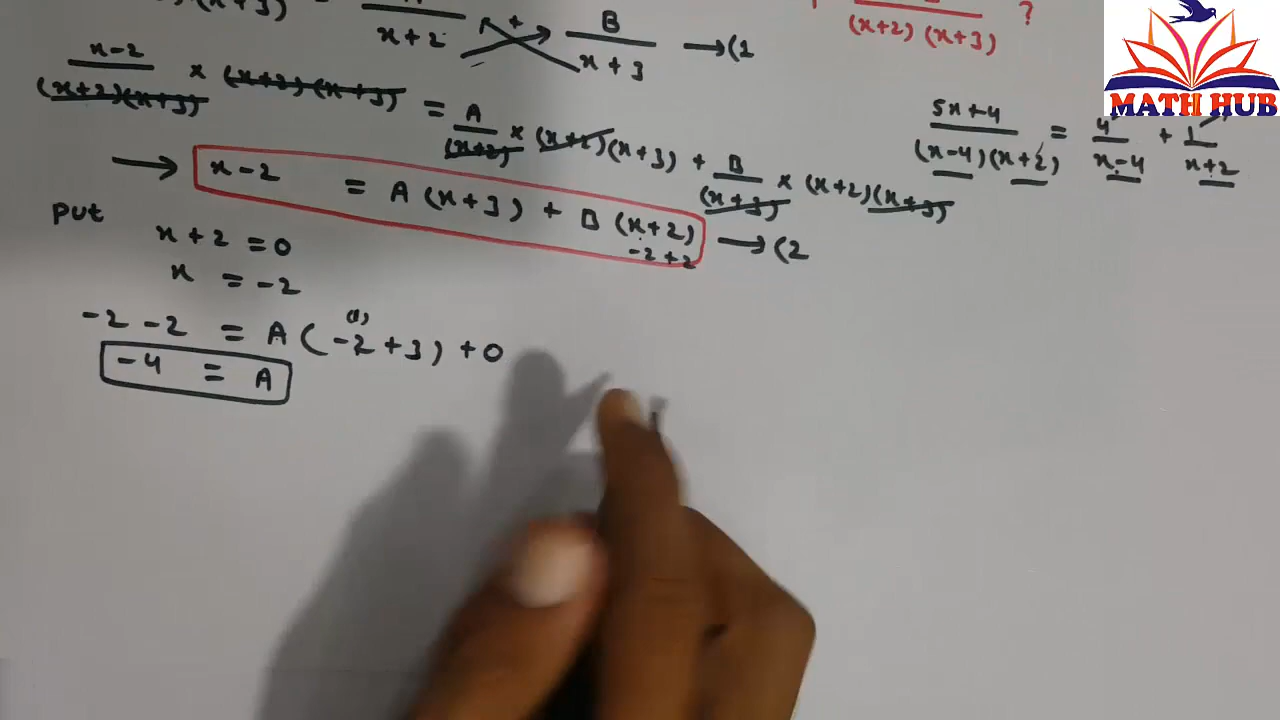 (x+3)
x+2 + B/x+3 →(2
(x+2)(x+3) ?
x-2/(x+2)(x+3) × (x+2)(x+3) = A/(x+2) × (x+2)(x+3) + B/(x+3) × (x+2)(x+3)
→ x-2 = A(x+3) + B(x+2) →(2
-2+2
put
x+2 = 0
x = -2
(1)
-2-2 = A(-2+3)+0
-4 = A
MATH HUB
5x+4/(x-4)(x+2) = 4/x-4 + 1/x+2